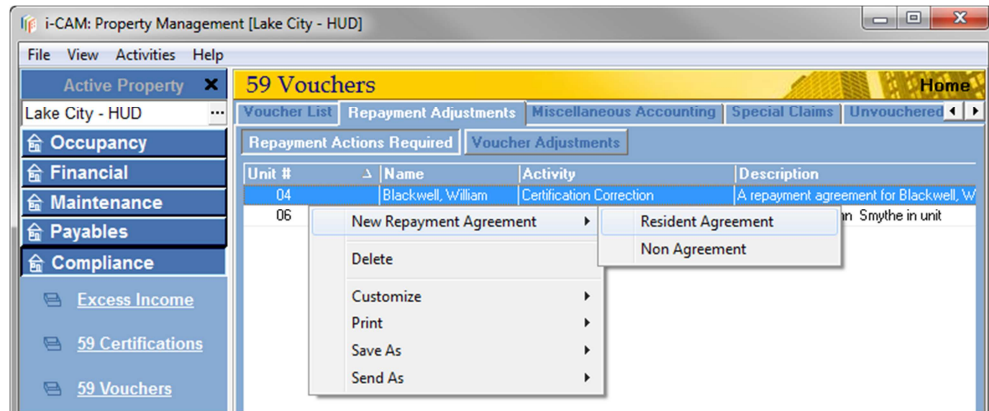 i-CAM: Property Management [Lake City - HUD]
File View Activities Help
Active Property
59 Vouchers
Home
Lake City - HUD ...
Voucher List Repayment Adjustments Miscellaneous Accounting Special Claims Unvouchered
Occupancy
Repayment Actions Required Voucher Adjustments
Financial
Unit # Name Activity Description
04 Blackwell, William Certification Correction A repayment agreement for Blackwell, W
Maintenance
06 Smythe in unit
New Repayment Agreement
Resident Agreement
Non Agreement
Payables
Delete
Compliance
Customize
Excess Income
Print
59 Certifications
Save As
Send As
59 Vouchers